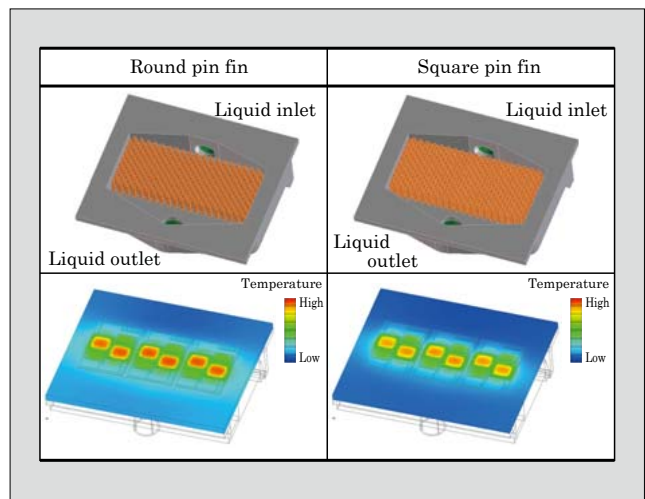 Round pin fin
Square pin fin
Liquid inlet
Liquid outlet
Liquid inlet
Liquid
outlet
Temperature
High
Low
Temperature
High
Low